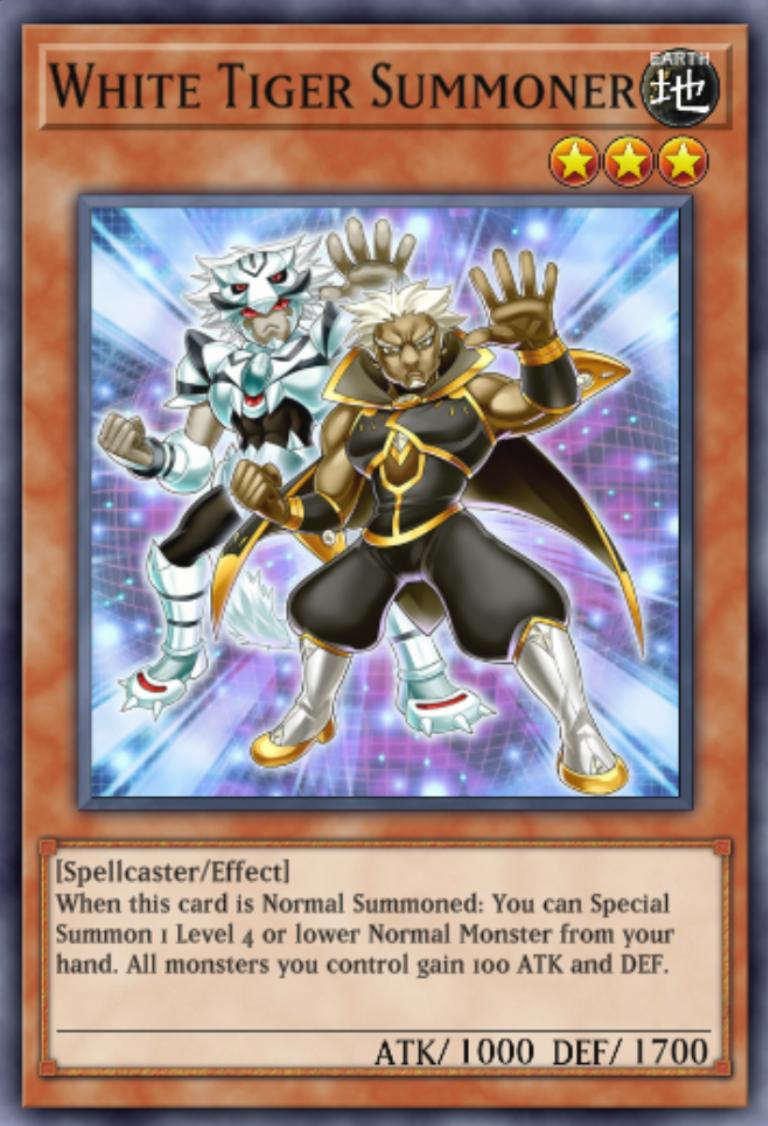 White Tiger Summoner
EARTH
地
[Spellcaster/Effect]
When this card is Normal Summoned: You can Special
Summon 1 Level 4 or lower Normal Monster from your
hand. All monsters you control gain 100 ATK and DEF.
ATK/ 1000 DEF/ 1700